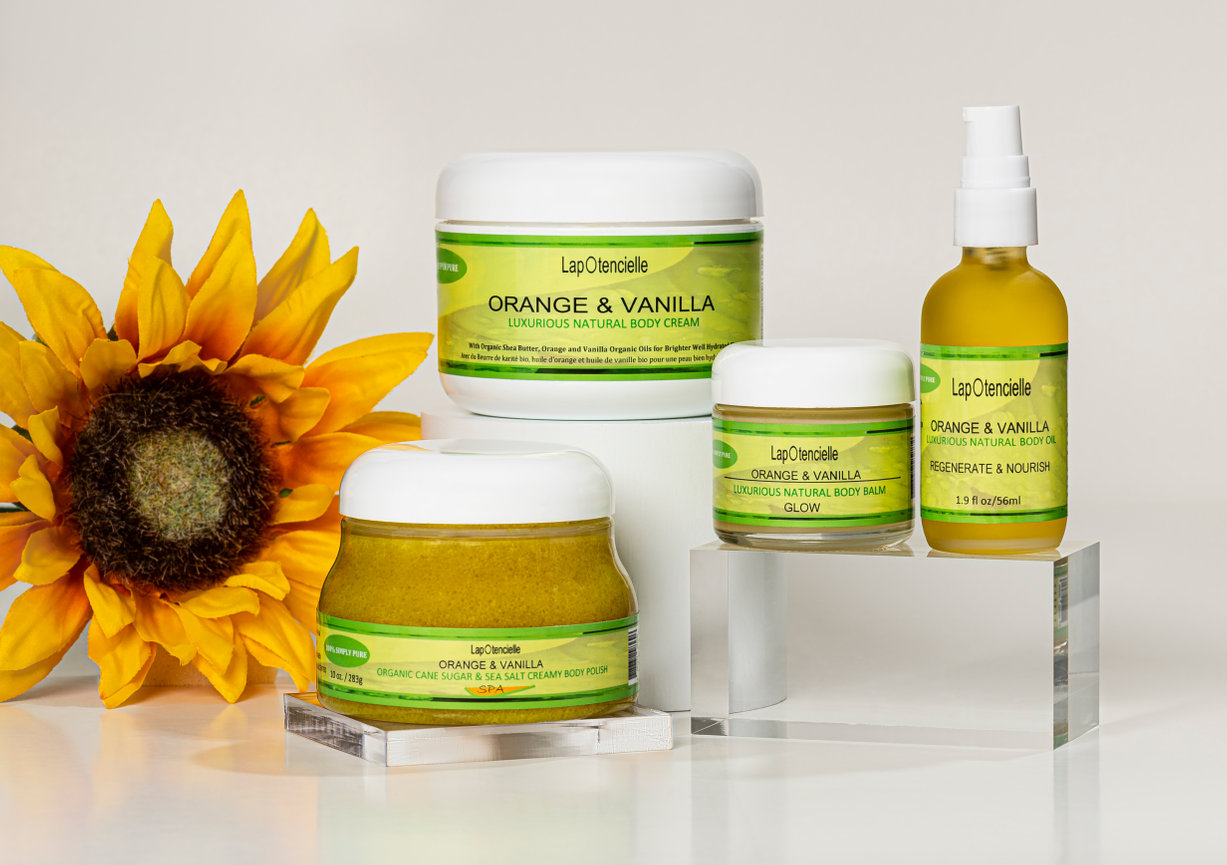 PURE
LapOtencielle
ORANGE & VANILLA
LUXURIOUS NATURAL BODY CREAM
With Organic Shea Butter, Orange and Vanilla Organic Oils for Brighter Well
Avec du Beurre de karité bio, huile d'orange et huile de vanille bio pour une peau bien
PURE
LapOtencielle
ORANGE & VANILLA
LUXURIOUS NATURAL BODY BALM
GLOW
PURE
LapOtencielle
ORANGE & VANILLA
LUXURIOUS NATURAL BODY OIL
REGENERATE & NOURISH
1.9 fl oz/56ml
100% SIMPLY PURE
LapOtencielle
ORANGE & VANILLA
ORGANIC CANE SUGAR & SEA SALT CREAMY BODY POLISH
10 oz. / 283g
SPA